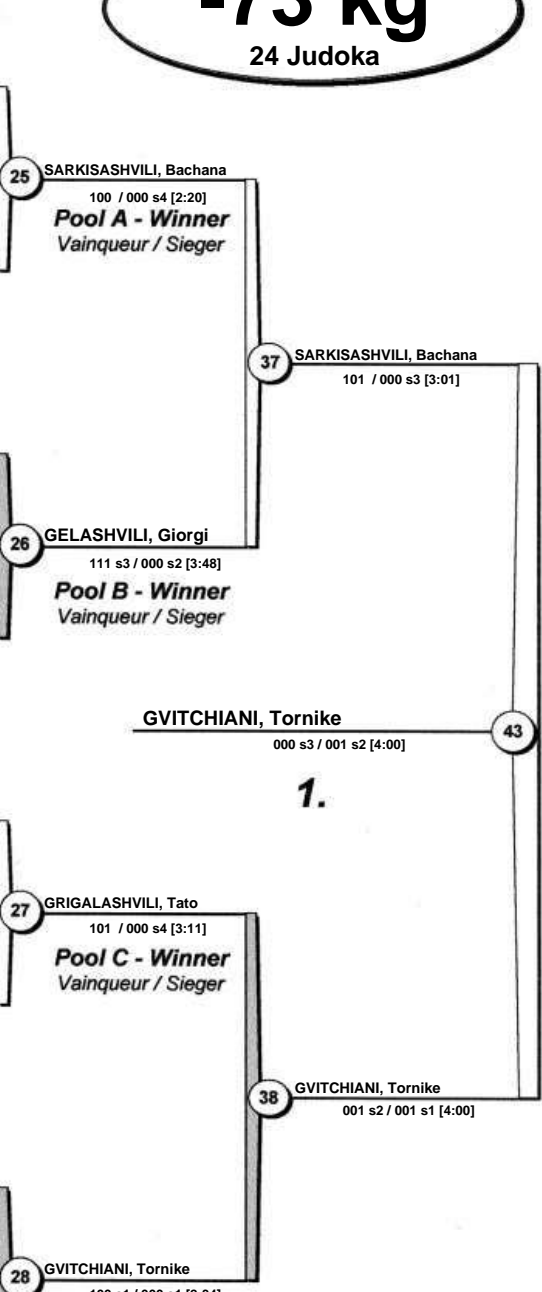 -73 kg
24 Judoka
25
SARKISASHVILI, Bachana
100 / 000 s4 [2:20]
Pool A - Winner
Vainqueur / Sieger
37
SARKISASHVILI, Bachana
101 / 000 s3 [3:01]
26
GELASHVILI, Giorgi
111 s3 / 000 s2 [3:48]
Pool B - Winner
Vainqueur / Sieger
GVITCHIANI, Tornike
43
000 s3 / 001 s2 [4:00]
1.
27
GRIGALASHVILI, Tato
101 / 000 s4 [3:11]
Pool C - Winner
Vainqueur / Sieger
38
GVITCHIANI, Tornike
001 s2 / 001 s1 [4:00]
28
GVITCHIANI, Tornike